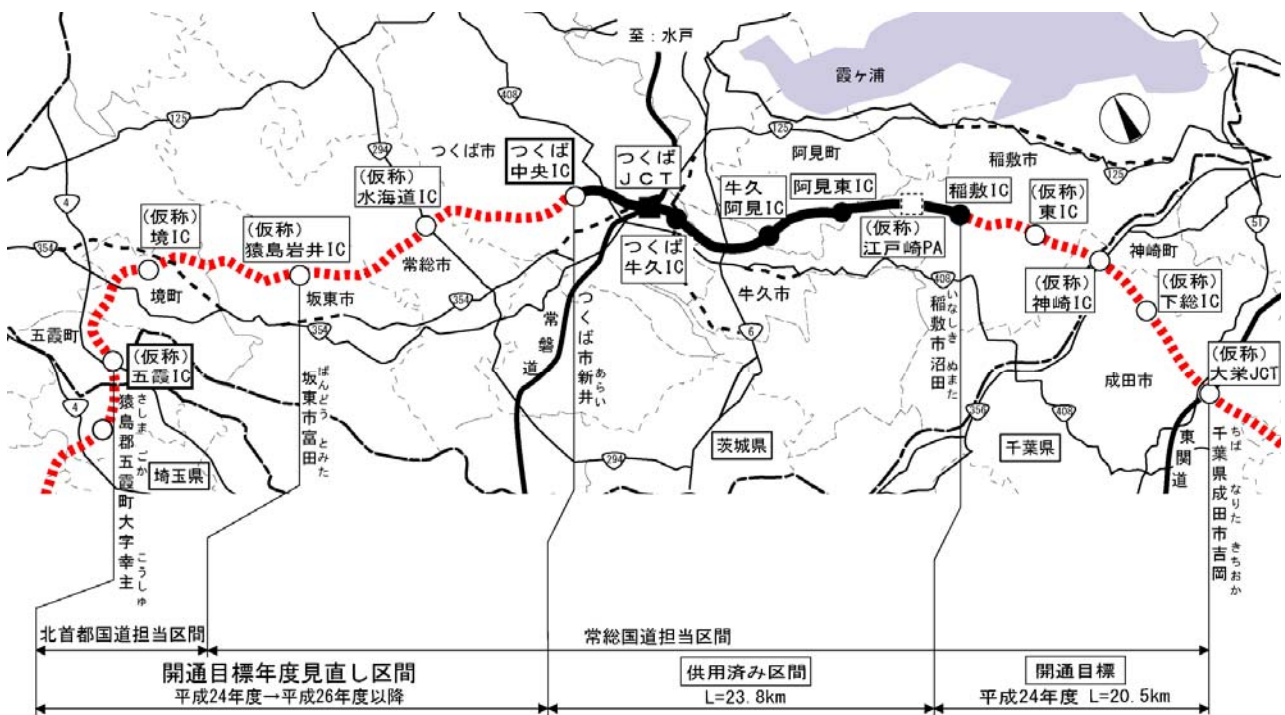 至:水戸
霞ヶ浦
408
125
125
294
つくば市
つくば
中央IC
つくば
JCT
阿見町
稲敷市
125
(仮称)
水海道IC
牛久
阿見IC
阿見東IC
稲敷IC
(仮称)
東IC
51
4
(仮称)
境IC
(仮称)
猿島岩井IC
(仮称)
江戸崎PA
神崎町
354
常総市
つくば
牛久IC
408
(仮称)
神崎IC
(仮称)
下総IC
境町
坂東市
354
354
牛久市
6
五霞町
(仮称)
五霞IC
常磐道
つくば市新井
あらい
稲敷市沼田
いなしき ぬまた
成田市
(仮称)
大栄JCT
4
猿島郡五霞町大字幸主
さしま ごか こうしゅ
坂東市富田
ばんどう とみた
356
408
埼玉県
294
茨城県
千葉県
東関道
千葉県成田市吉岡
ちば なりた きちおか
北首都国道担当区間
常総国道担当区間
開通目標年度見直し区間
平成24年度→平成26年度以降
供用済み区間
L=23.8km
開通目標
平成24年度 L=20.5km